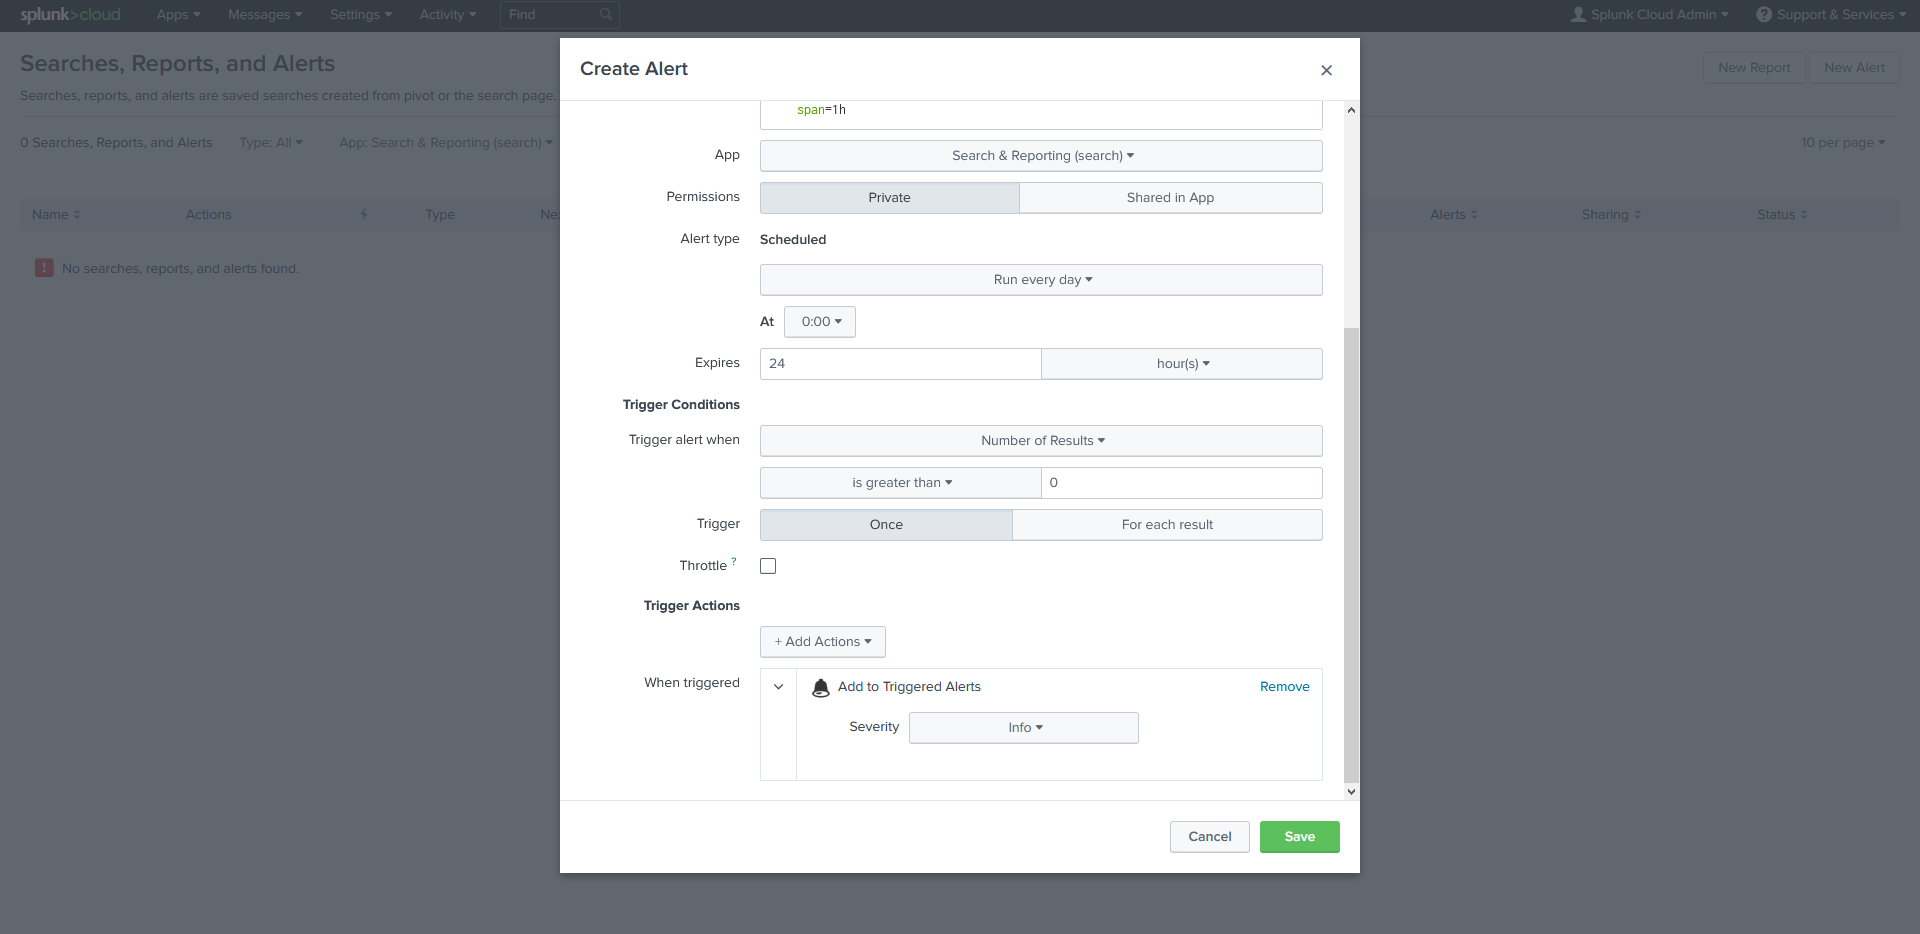 splunk>cloud Apps Messages Settings Activity Find Splunk Cloud Admin Support & Services
Searches, Reports, and Alerts
New Report New Alert
Searches, reports, and alerts are saved searches created from pivot or the search page.
0 Searches, Reports, and Alerts Type: All App: Search & Reporting (search) 10 per page
Name Actions Type Alerts Sharing Status
No searches, reports, and alerts found.
Create Alert
span=1h
App Search & Reporting (search)
Permissions Private Shared in App
Alert type Scheduled
Run every day
At 0:00
Expires 24 hour(s)
Trigger Conditions
Trigger alert when Number of Results
is greater than 0
Trigger Once For each result
Throttle ?
Trigger Actions
+ Add Actions
When triggered Add to Triggered Alerts Remove
Severity Info
Cancel Save